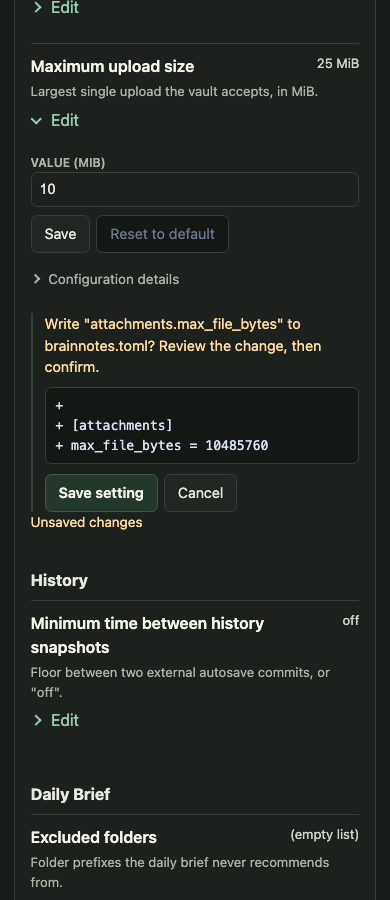 Edit
Maximum upload size
25 MiB
Largest single upload the vault accepts, in MiB.
Edit
VALUE (MIB)
10
Save
Reset to default
Configuration details
Write "attachments.max_file_bytes" to
brainnotes.toml? Review the change, then
confirm.
+
+ [attachments]
+ max_file_bytes = 10485760
Save setting
Cancel
Unsaved changes
History
Minimum time between history
snapshots
off
Floor between two external autosave commits, or
"off".
Edit
Daily Brief
Excluded folders
(empty list)
Folder prefixes the daily brief never recommends
from.